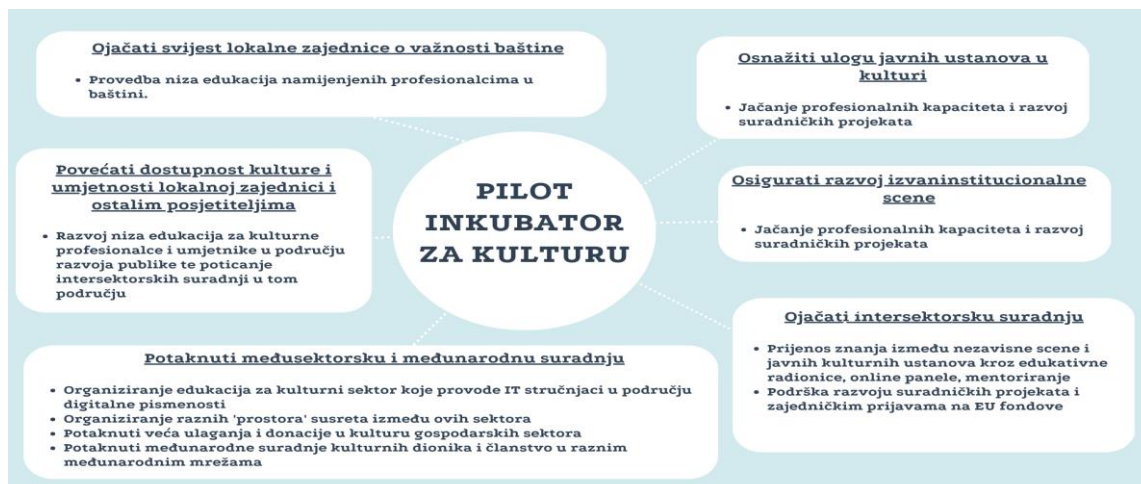 Ojačati svijest lokalne zajednice o važnosti baštine
• Provedba niza edukacija namijenjenih profesionalcima u
baštini.
Osnažiti ulogu javnih ustanova u
kulturi
• Jačanje profesionalnih kapaciteta i razvoj
suradničkih projekata
Povećati dostupnost kulture i
umjetnosti lokalnoj zajednici i
ostalim posjetiteljima
• Razvoj niza edukacija za kulturne
profesionalce i umjetnike u području
razvoja publike te poticanje
intersektorskih suradnji u tom
području
PILOT
INKUBATOR
ZA KULTURU
Osigurati razvoj izvaninstitucionalne
scene
• Jačanje profesionalnih kapaciteta i razvoj
suradničkih projekata
Potaknuti međusektorsku i međunarodnu suradnju
• Organiziranje edukacija za kulturni sektor koje provode IT stručnjaci u području
digitalne pismenosti
• Organiziranje raznih 'prostora' susreta između ovih sektora
• Potaknuti veća ulaganja i donacije u kulturu gospodarskih sektora
• Potaknuti međunarodne suradnje kulturnih dionika i članstvo u raznim
međunarodnim mrežama
Ojačati intersektorsku suradnju
• Prijenos znanja između nezavisne scene i
javnih kulturnih ustanova kroz edukativne
radionice, online panele, mentoriranje
• Podrška razvoju suradničkih projekata i
zajedničkim prijavama na EU fondove